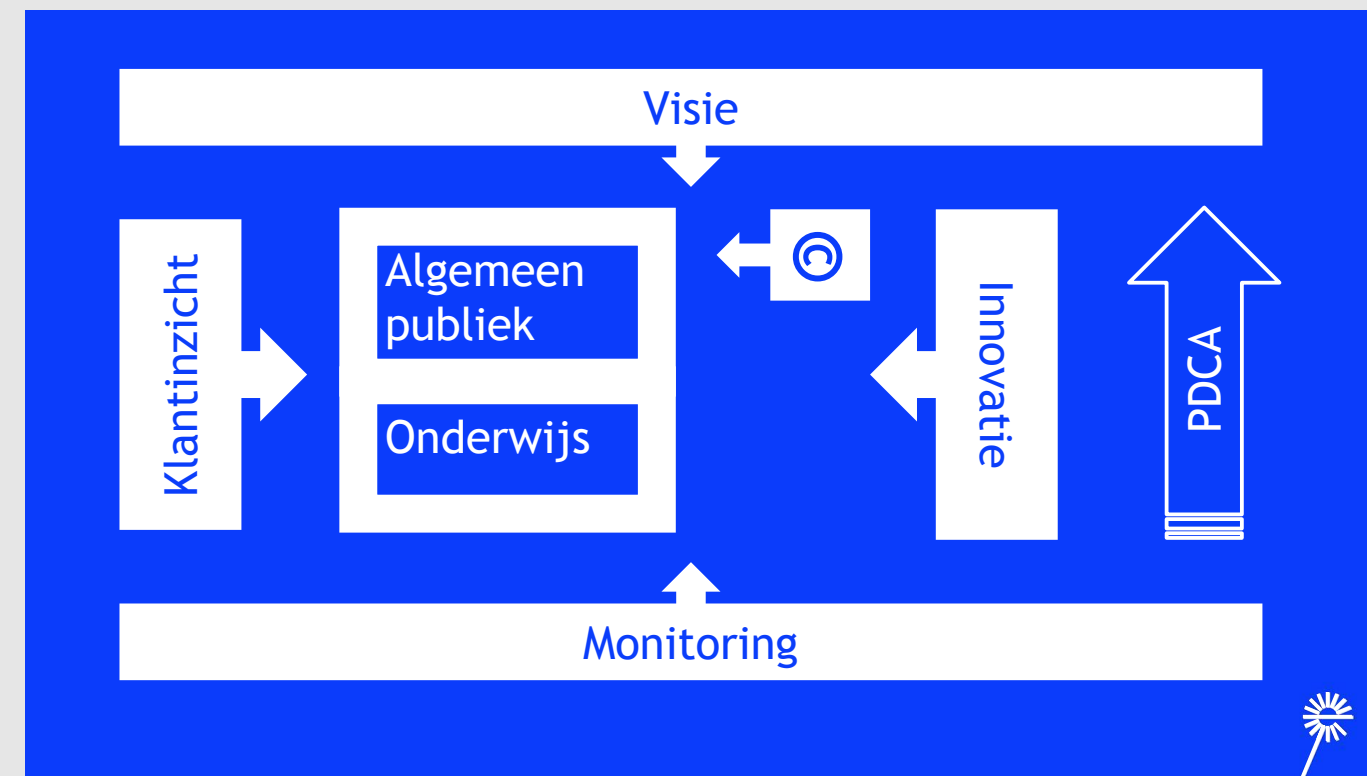 Visie
Klantinzicht
Algemeen
publiek
Onderwijs
©
Innovatie
PDCA
Monitoring